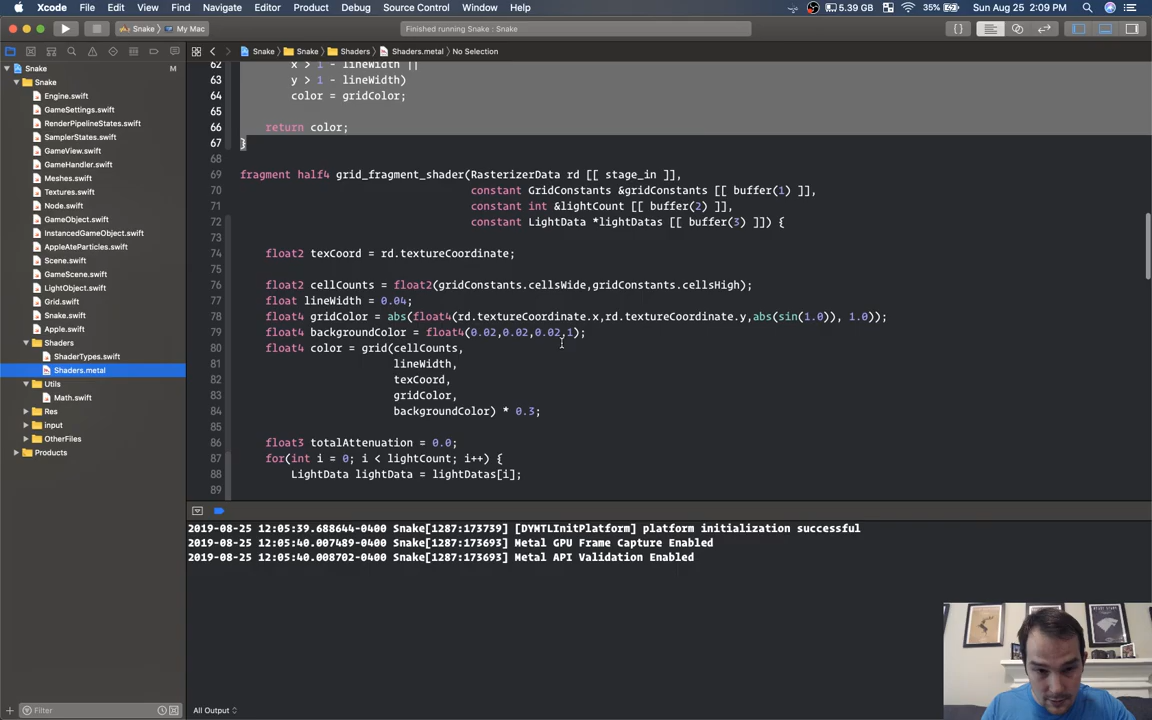 Xcode File Edit View Find Navigate Editor Product Debug Source Control Window Help 5.39 GB 35% Sun Aug 25 2:09 PM
Snake My Mac Finished running Snake : Snake
Snake Snake Shaders Shaders.metal No Selection
Snake M
Snake
Engine.swift
GameSettings.swift
RenderPipelineStates.swift
SamplerStates.swift
GameView.swift
GameHandler.swift
Meshes.swift
Textures.swift
Node.swift
GameObject.swift
InstancedGameObject.swift
AppleAteParticles.swift
Scene.swift
GameScene.swift
LightObject.swift
Grid.swift
Snake.swift
Apple.swift
Shaders
ShaderTypes.swift
Shaders.metal
Utils
Math.swift
Res
input
OtherFiles
Products
Filter
62 x > 1 - lineWidth ||
63 y > 1 - lineWidth)
64 color = gridColor;
65
66 return color;
67 }
68
69 fragment half4 grid_fragment_shader(RasterizerData rd [[ stage_in ]],
70 constant GridConstants &gridConstants [[ buffer(1) ]],
71 constant int &lightCount [[ buffer(2) ]],
72 constant LightData *lightDatas [[ buffer(3) ]]) {
73
74 float2 texCoord = rd.textureCoordinate;
75
76 float2 cellCounts = float2(gridConstants.cellsWide,gridConstants.cellsHigh);
77 float lineWidth = 0.04;
78 float4 gridColor = abs(float4(rd.textureCoordinate.x,rd.textureCoordinate.y,abs(sin(1.0)), 1.0));
79 float4 backgroundColor = float4(0.02,0.02,0.02,1);
80 float4 color = grid(cellCounts,
81 lineWidth,
82 texCoord,
83 gridColor,
84 backgroundColor) * 0.3;
85
86 float3 totalAttenuation = 0.0;
87 for(int i = 0; i < lightCount; i++) {
88 LightData lightData = lightDatas[i];
89
2019-08-25 12:05:39.688644-0400 Snake[1287:173739] [DYMTLInitPlatform] platform initialization successful
2019-08-25 12:05:40.007489-0400 Snake[1287:173693] Metal GPU Frame Capture Enabled
2019-08-25 12:05:40.008702-0400 Snake[1287:173693] Metal API Validation Enabled
All Output